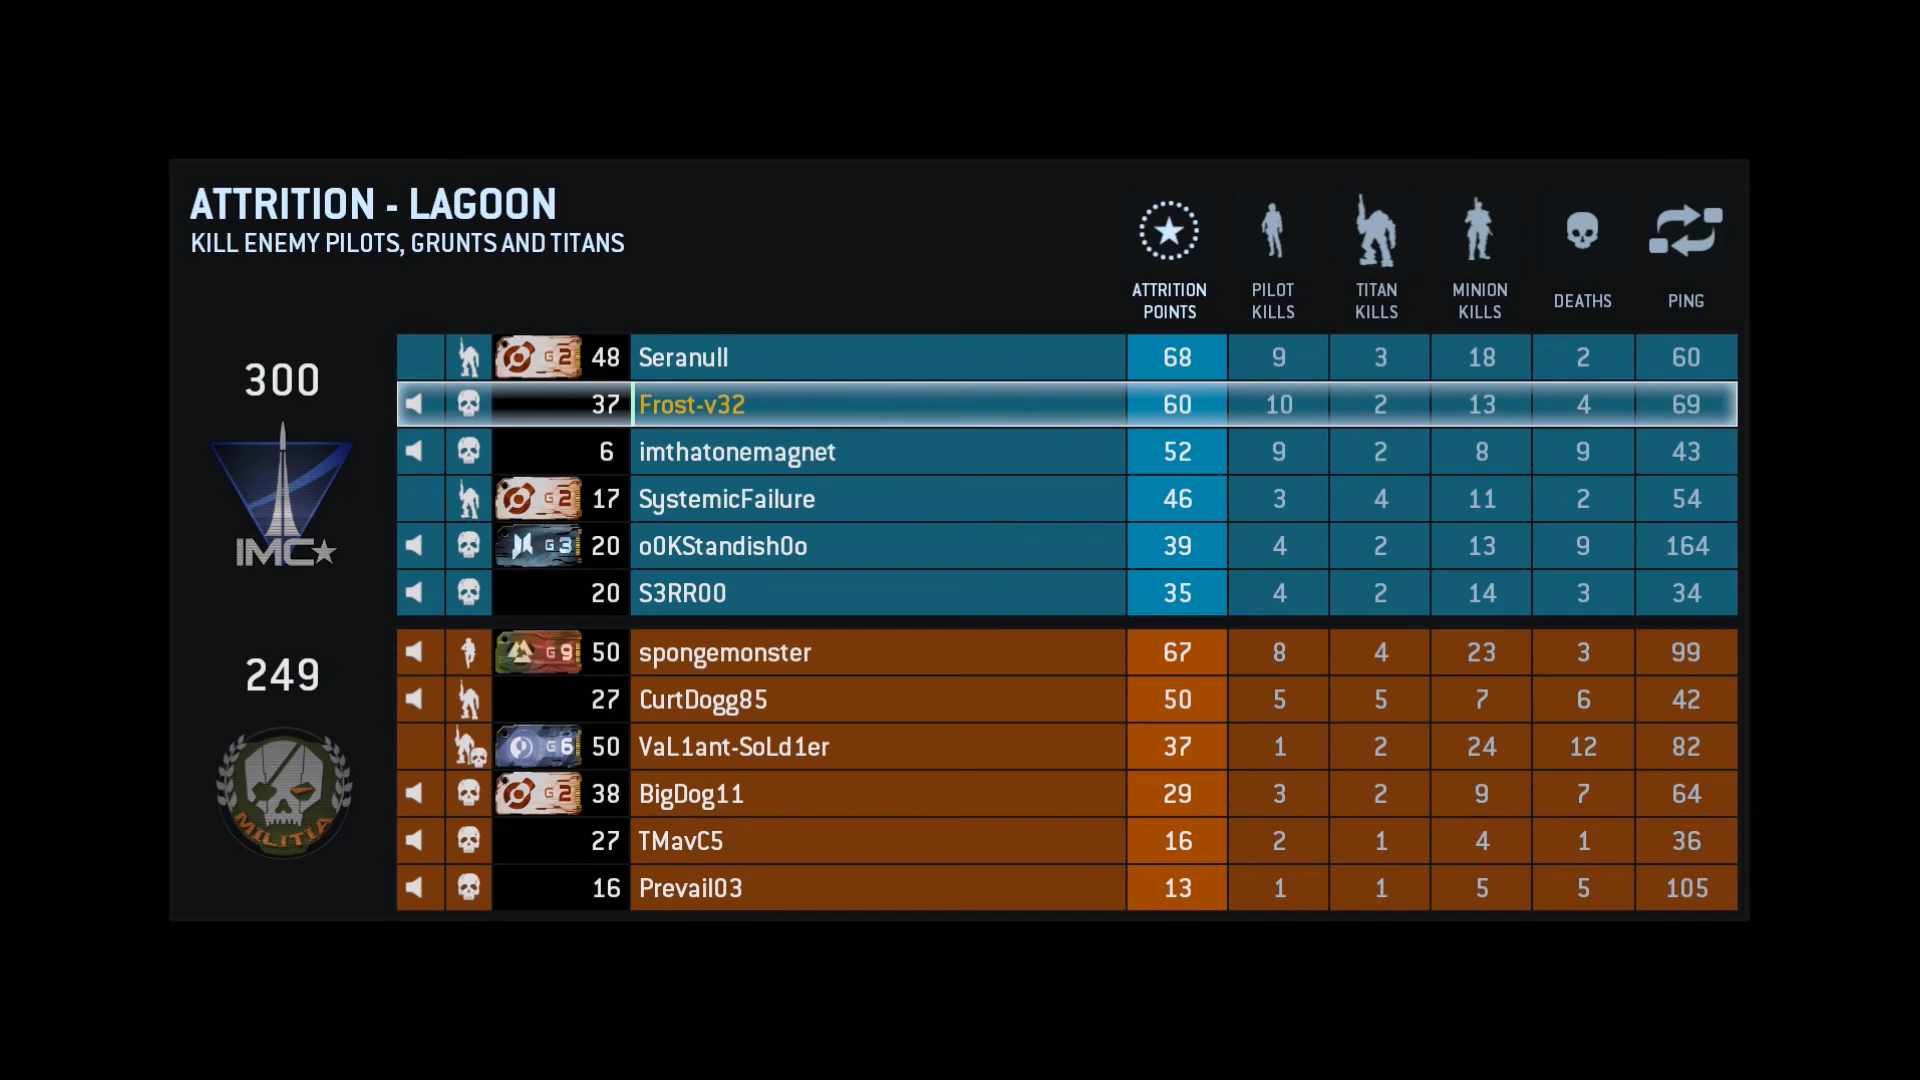 ATTRITION - LAGOON
KILL ENEMY PILOTS, GRUNTS AND TITANS
ATTRITION POINTS
PILOT KILLS
TITAN KILLS
MINION KILLS
DEATHS
PING
300
IMC
G2 48 Seranull 68 9 3 18 2 60
37 Frost-v32 60 10 2 13 4 69
6 imthatonemagnet 52 9 2 8 9 43
G2 17 SystemicFailure 46 3 4 11 2 54
G3 20 o0KStandish0o 39 4 2 13 9 164
20 S3RR00 35 4 2 14 3 34
249
MILITIA
G9 50 spongemonster 67 8 4 23 3 99
27 CurtDogg85 50 5 5 7 6 42
G6 50 VaL1ant-SoLd1er 37 1 2 24 12 82
G2 38 BigDog11 29 3 2 9 7 64
27 TMavC5 16 2 1 4 1 36
16 Prevail03 13 1 1 5 5 105